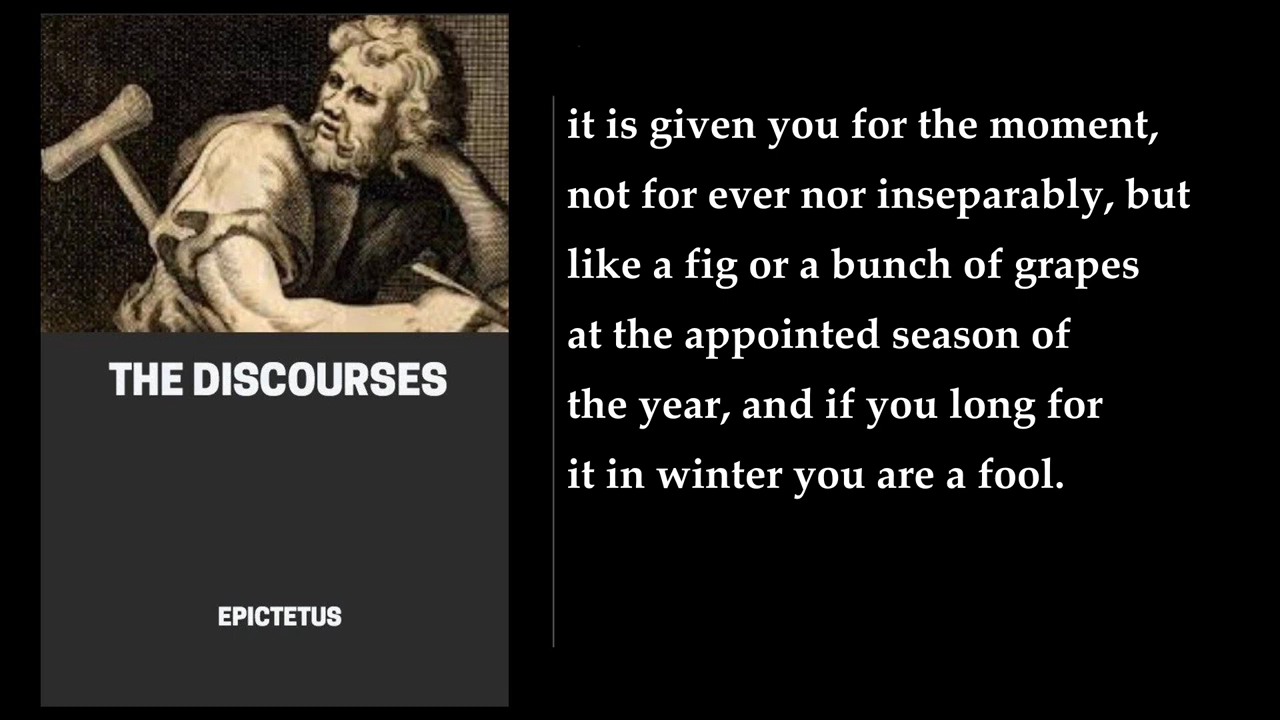 THE DISCOURSES
EPICTETUS
it is given you for the moment,
not for ever nor inseparably, but
like a fig or a bunch of grapes
at the appointed season of
the year, and if you long for
it in winter you are a fool.